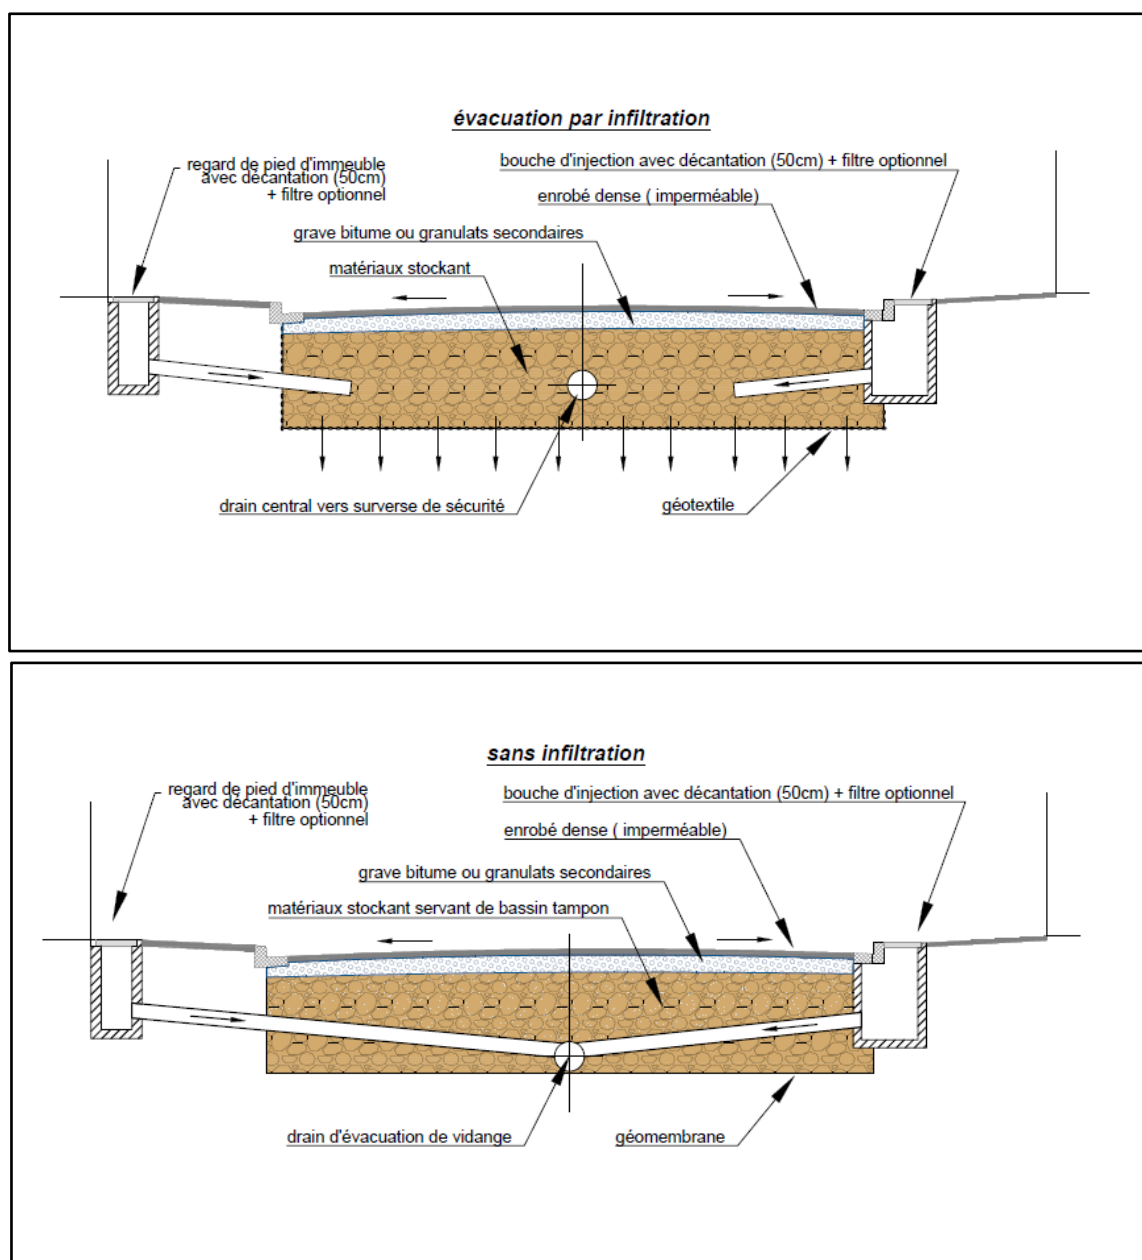 évacuation par infiltration
regard de pied d'immeuble
avec décantation (50cm)
+ filtre optionnel
bouche d'injection avec décantation (50cm) + filtre optionnel
enrobé dense ( imperméable)
grave bitume ou granulats secondaires
matériaux stockant
drain central vers surverse de sécurité
géotextile
sans infiltration
regard de pied d'immeuble
avec décantation (50cm)
+ filtre optionnel
bouche d'injection avec décantation (50cm) + filtre optionnel
enrobé dense ( imperméable)
grave bitume ou granulats secondaires
matériaux stockant servant de bassin tampon
drain d'évacuation de vidange
géomembrane